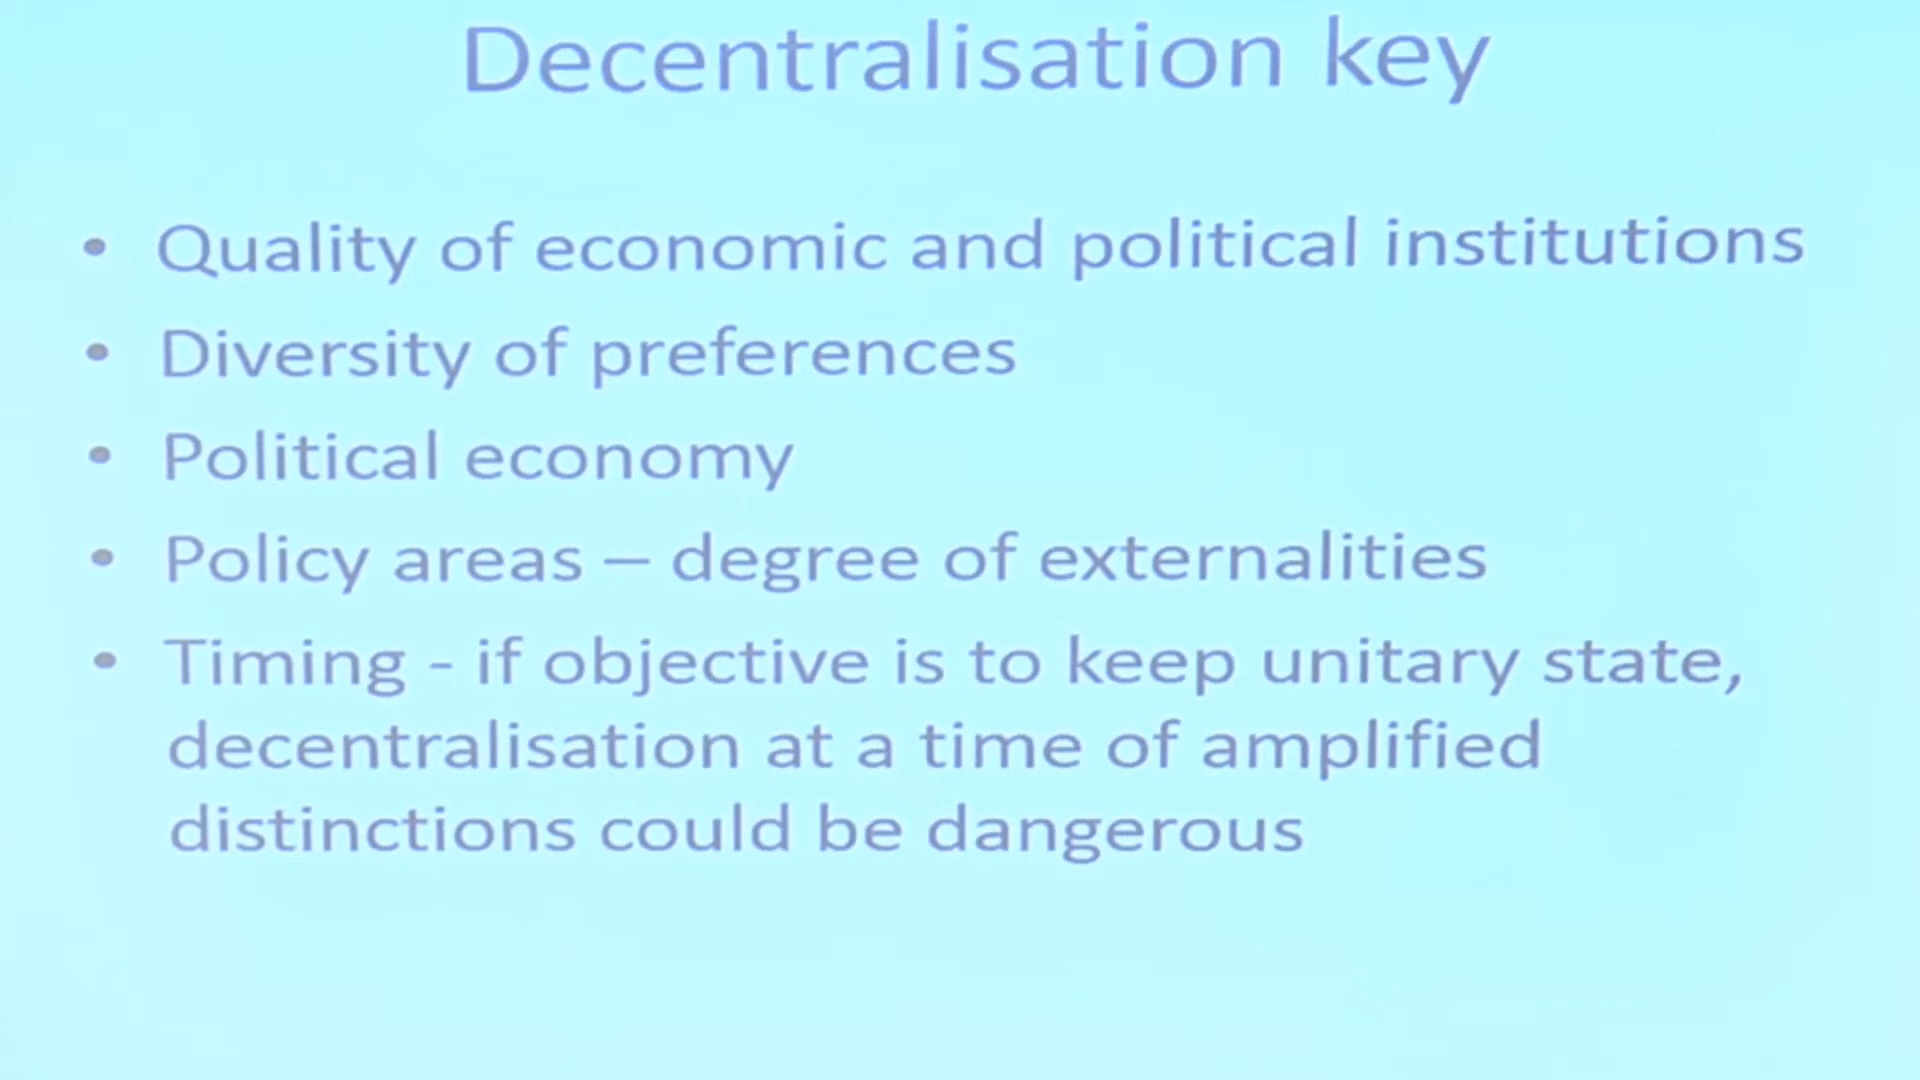 Decentralisation key
• Quality of economic and political institutions
• Diversity of preferences
• Political economy
• Policy areas – degree of externalities
• Timing - if objective is to keep unitary state,
decentralisation at a time of amplified
distinctions could be dangerous